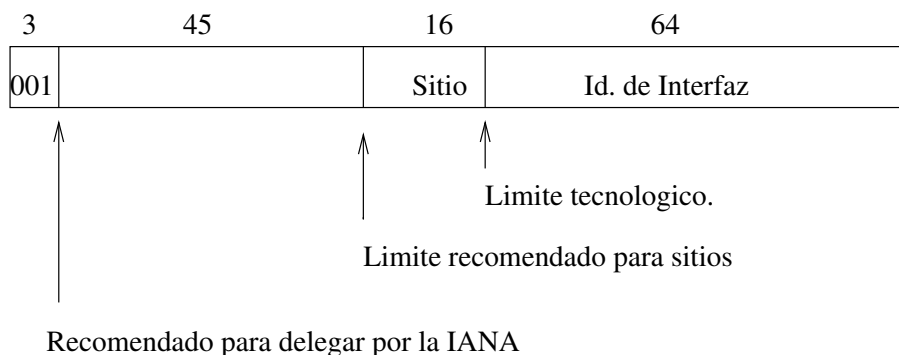 3 45 16 64
001 Sitio Id. de Interfaz
Limite tecnologico.
Limite recomendado para sitios
Recomendado para delegar por la IANA